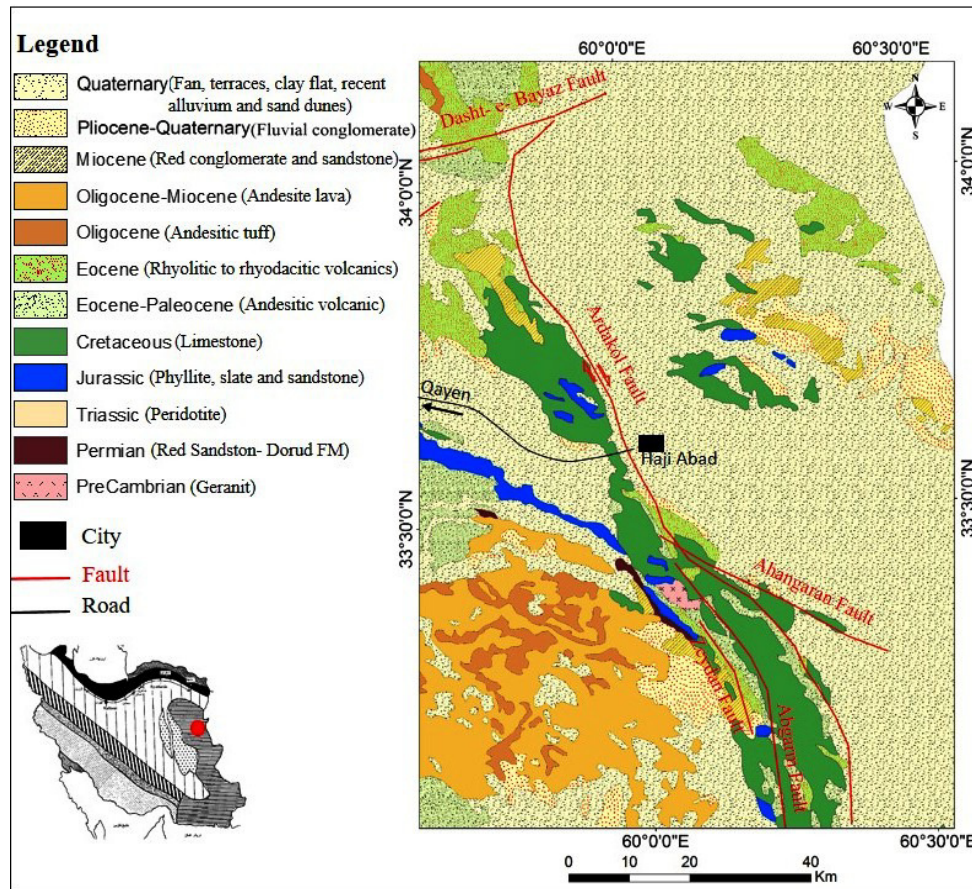 Legend
Quaternary(Fan, terraces, clay flat, recent
alluvium and sand dunes)
Pliocene-Quaternary(Fluvial conglomerate)
Miocene (Red conglomerate and sandstone)
Oligocene-Miocene (Andesite lava)
Oligocene (Andesitic tuff)
Eocene (Rhyolitic to rhyodacitic volcanics)
Eocene-Paleocene (Andesitic volcanic)
Cretaceous (Limestone)
Jurassic (Phyllite, slate and sandstone)
Triassic (Peridotite)
Permian (Red Sandston- Dorud FM)
PreCambrian (Geranit)
City
Fault
Road
60°0'0"E
60°30'0"E
N
W
E
S
34°0'0"N
34°0'0"N
Dasht- e- Bayaz Fault
Ardakol Fault
Qayen
Haji Abad
33°30'0"N
33°30'0"N
Ahangaran Fault
Fault
Abgarm Fault
60°0'0"E
60°30'0"E
0
10
20
40
Km